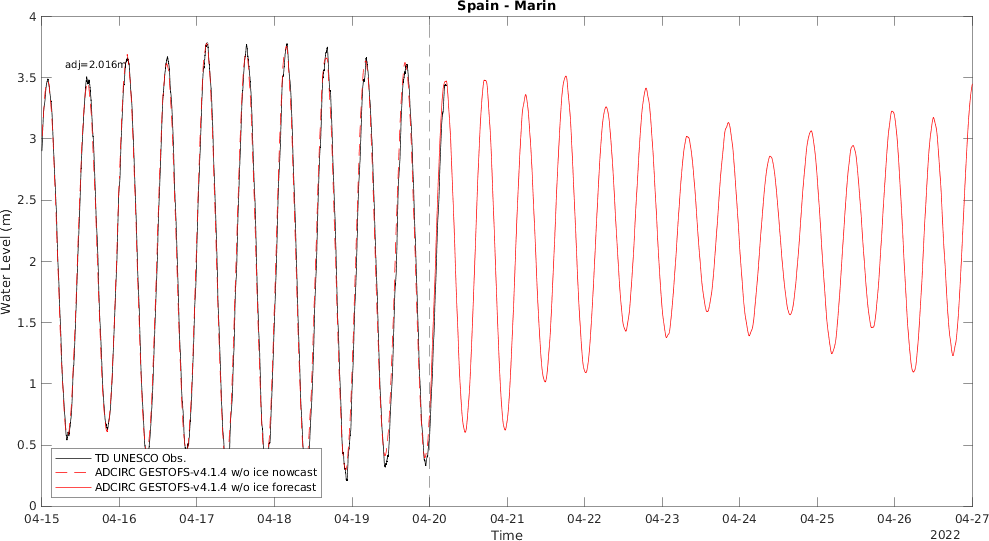 Spain - Marin
4
3.5
3
2.5
2
1.5
1
0.5
0
Water Level (m)
adj=2.016m
TD UNESCO Obs.
ADCIRC GESTOFS-v4.1.4 w/o ice nowcast
ADCIRC GESTOFS-v4.1.4 w/o ice forecast
04-15 04-16 04-17 04-18 04-19 04-20 04-21 04-22 04-23 04-24 04-25 04-26 04-27
Time
2022